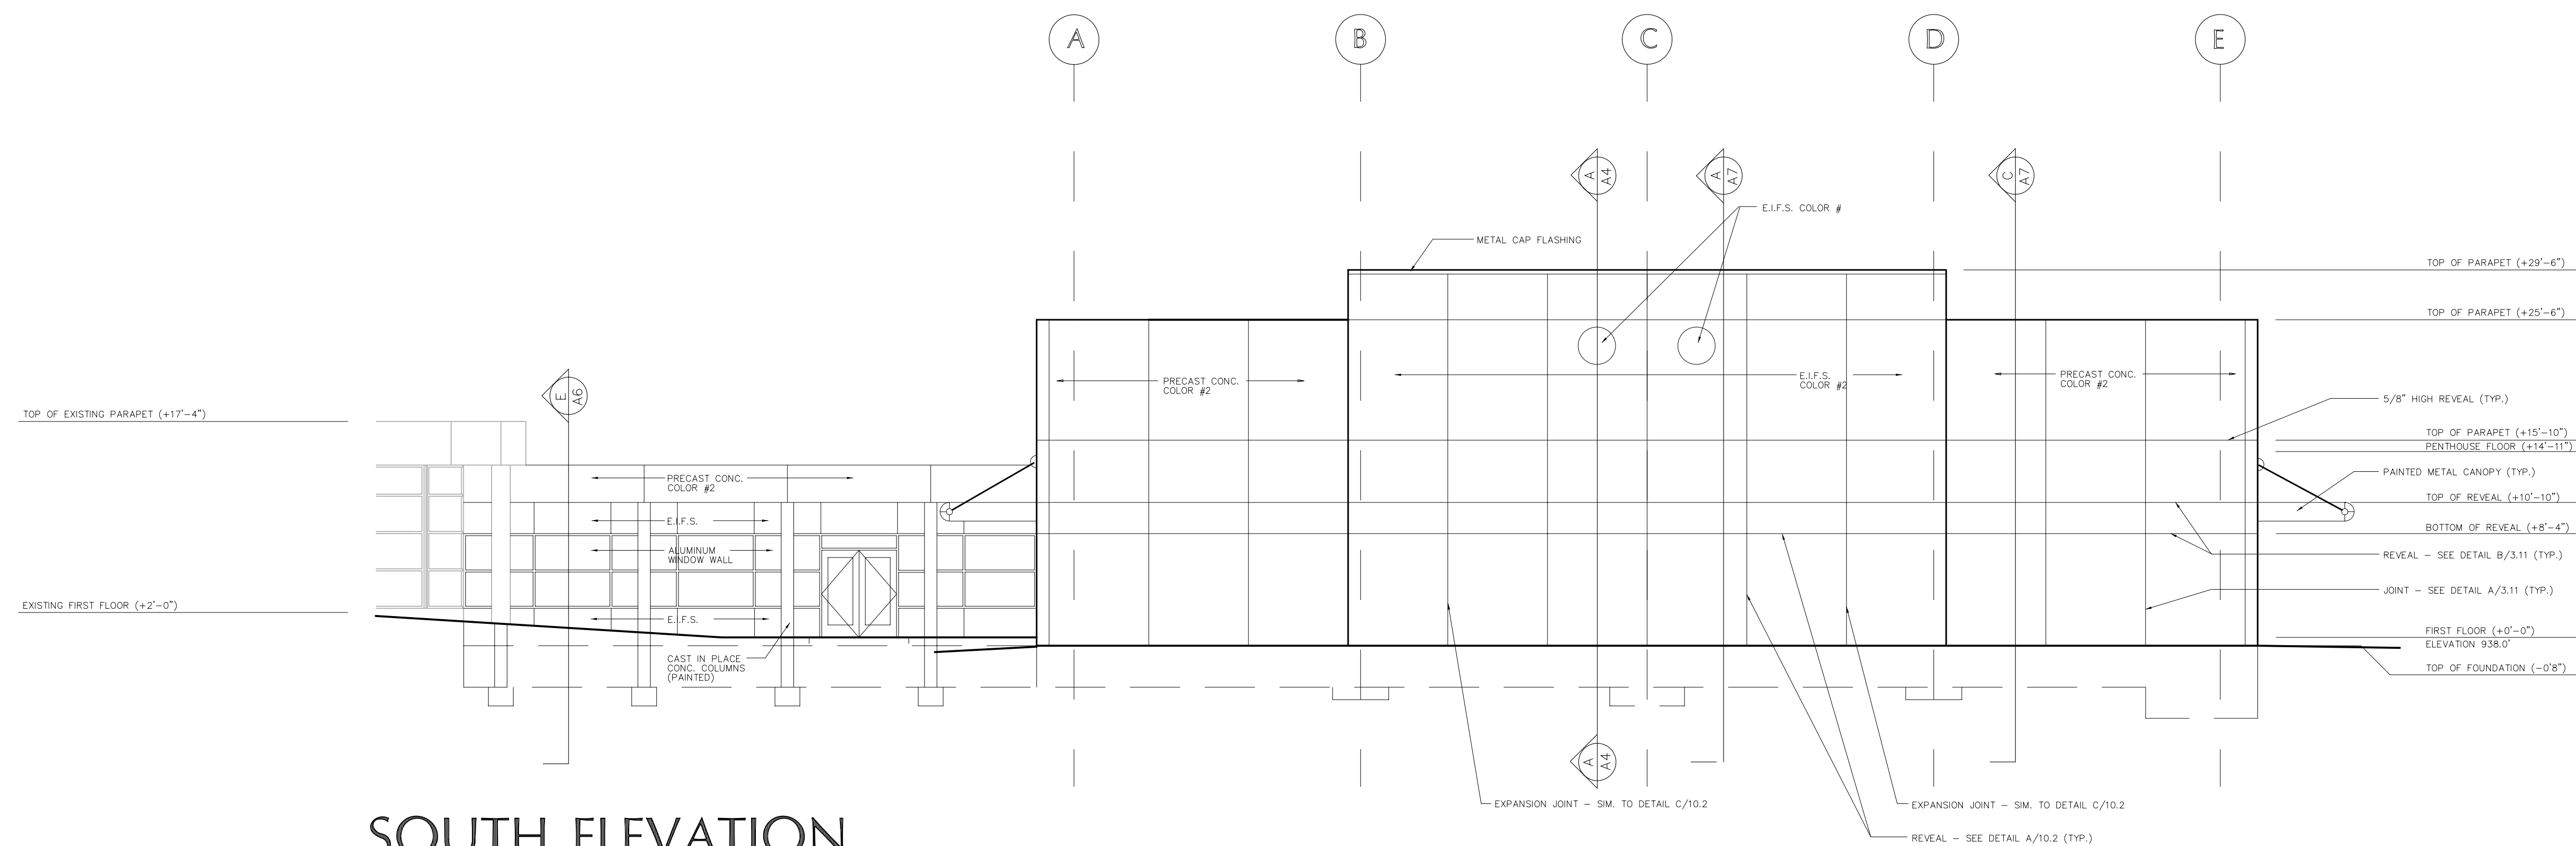 A
B
C
D
E
A
A4
A
A7
C
A7
E.I.F.S. COLOR #
METAL CAP FLASHING
TOP OF PARAPET (+29'-6")
TOP OF PARAPET (+25'-6")
PRECAST CONC.
COLOR #2
E.I.F.S.
COLOR #2
PRECAST CONC.
COLOR #2
E
A6
5/8" HIGH REVEAL (TYP.)
TOP OF EXISTING PARAPET (+17'-4")
TOP OF PARAPET (+15'-10")
PENTHOUSE FLOOR (+14'-11")
PRECAST CONC.
COLOR #2
PAINTED METAL CANOPY (TYP.)
TOP OF REVEAL (+10'-10")
E.I.F.S.
BOTTOM OF REVEAL (+8'-4")
ALUMINUM
WINDOW WALL
REVEAL - SEE DETAIL B/3.11 (TYP.)
JOINT - SEE DETAIL A/3.11 (TYP.)
EXISTING FIRST FLOOR (+2'-0")
E.I.F.S.
FIRST FLOOR (+0'-0")
ELEVATION 938.0'
CAST IN PLACE
CONC. COLUMNS
(PAINTED)
TOP OF FOUNDATION (-0'8")
A
A4
EXPANSION JOINT - SIM. TO DETAIL C/10.2
EXPANSION JOINT - SIM. TO DETAIL C/10.2
REVEAL - SEE DETAIL A/10.2 (TYP.)
SOUTH ELEVATION